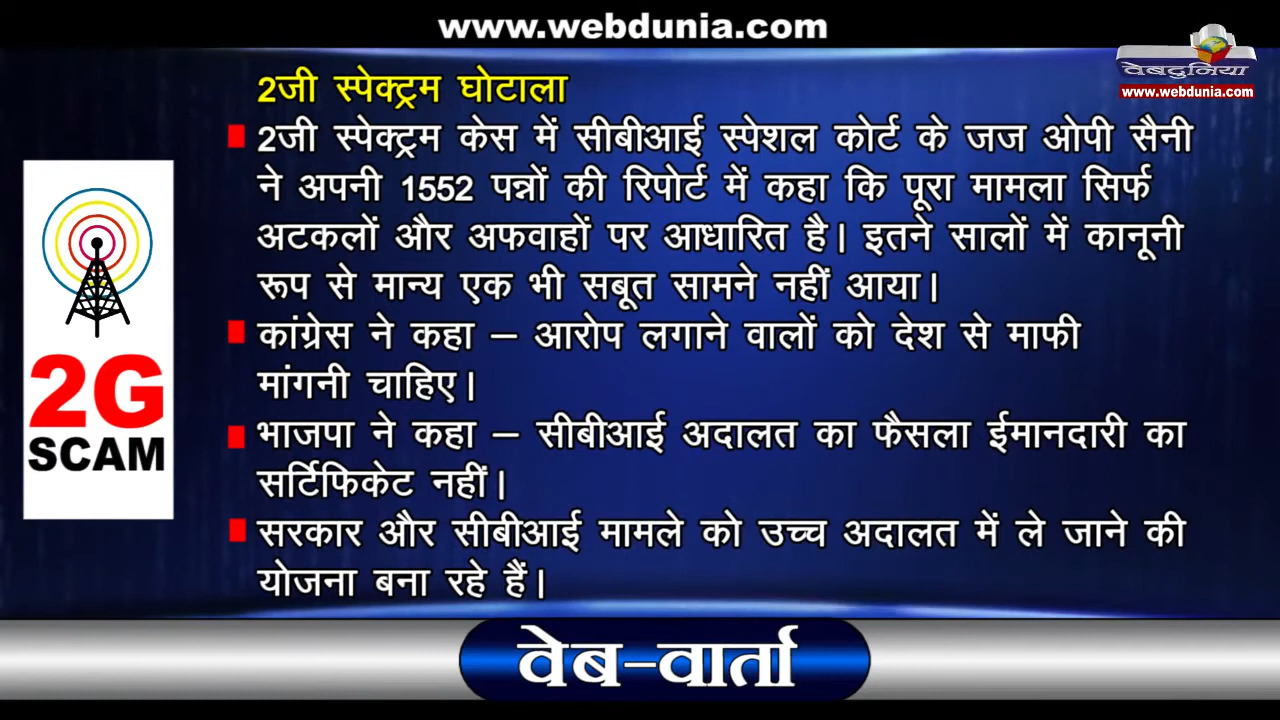 www.webdunia.com
वेबदुनिया
www.webdunia.com
2जी स्पेक्ट्रम घोटाला
2जी स्पेक्ट्रम केस में सीबीआई स्पेशल कोर्ट के जज ओपी सैनी
ने अपनी 1552 पन्नों की रिपोर्ट में कहा कि पूरा मामला सिर्फ
अटकलों और अफवाहों पर आधारित है। इतने सालों में कानूनी
रूप से मान्य एक भी सबूत सामने नहीं आया।
कांग्रेस ने कहा – आरोप लगाने वालों को देश से माफी
मांगनी चाहिए।
भाजपा ने कहा – सीबीआई अदालत का फैसला ईमानदारी का
सर्टिफिकेट नहीं।
सरकार और सीबीआई मामले को उच्च अदालत में ले जाने की
योजना बना रहे हैं।
2G
SCAM
वेब-वार्ता